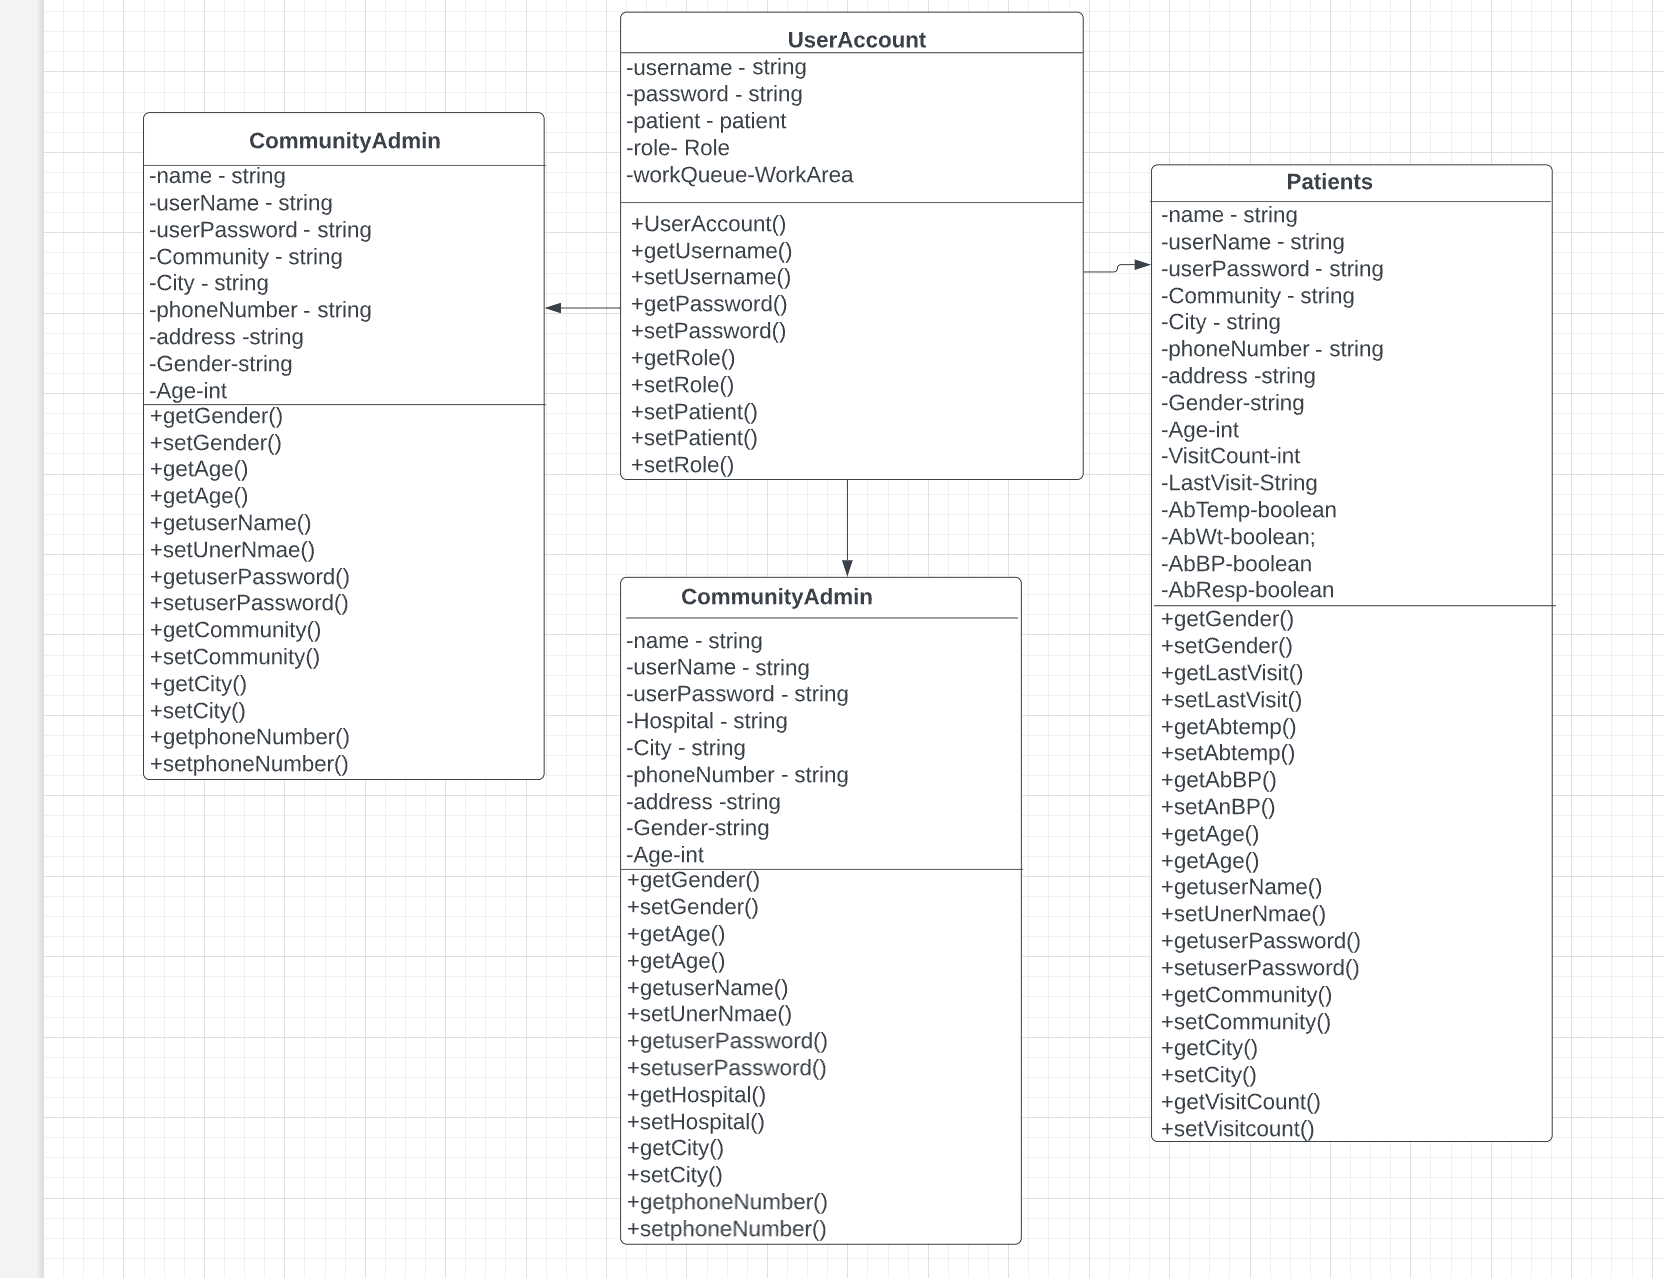 UserAccount
-username - string
-password - string
-patient - patient
-role- Role
-workQueue-WorkArea
+UserAccount()
+getUsername()
+setUsername()
+getPassword()
+setPassword()
+getRole()
+setRole()
+setPatient()
+setPatient()
+setRole()
CommunityAdmin
-name - string
-userName - string
-userPassword - string
-Community - string
-City - string
-phoneNumber - string
-address -string
-Gender-string
-Age-int
+getGender()
+setGender()
+getAge()
+getAge()
+getuserName()
+setUnerNmae()
+getuserPassword()
+setuserPassword()
+getCommunity()
+setCommunity()
+getCity()
+setCity()
+getphoneNumber()
+setphoneNumber()
CommunityAdmin
-name - string
-userName - string
-userPassword - string
-Hospital - string
-City - string
-phoneNumber - string
-address -string
-Gender-string
-Age-int
+getGender()
+setGender()
+getAge()
+getAge()
+getuserName()
+setUnerNmae()
+getuserPassword()
+setuserPassword()
+getHospital()
+setHospital()
+getCity()
+setCity()
+getphoneNumber()
+setphoneNumber()
Patients
-name - string
-userName - string
-userPassword - string
-Community - string
-City - string
-phoneNumber - string
-address -string
-Gender-string
-Age-int
-VisitCount-int
-LastVisit-String
-AbTemp-boolean
-AbWt-boolean;
-AbBP-boolean
-AbResp-boolean
+getGender()
+setGender()
+getLastVisit()
+setLastVisit()
+getAbtemp()
+setAbtemp()
+getAbBP()
+setAnBP()
+getAge()
+getAge()
+getuserName()
+setUnerNmae()
+getuserPassword()
+setuserPassword()
+getCommunity()
+setCommunity()
+getCity()
+setCity()
+getVisitCount()
+setVisitcount()